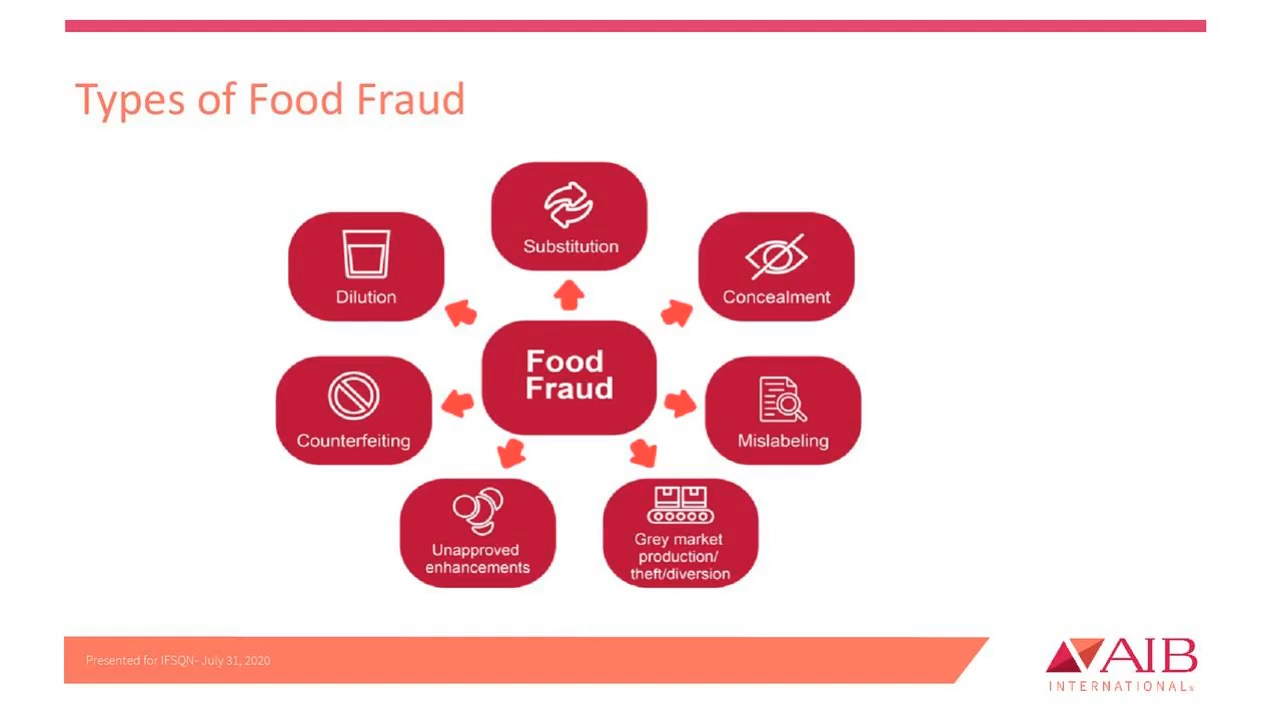 Types of Food Fraud
Substitution
Dilution
Concealment
Food
Fraud
Counterfeiting
Mislabeling
Unapproved
enhancements
Grey market
production/
theft/diversion
Presented for IFSQN- July 31, 2020
AIB
INTERNATIONAL